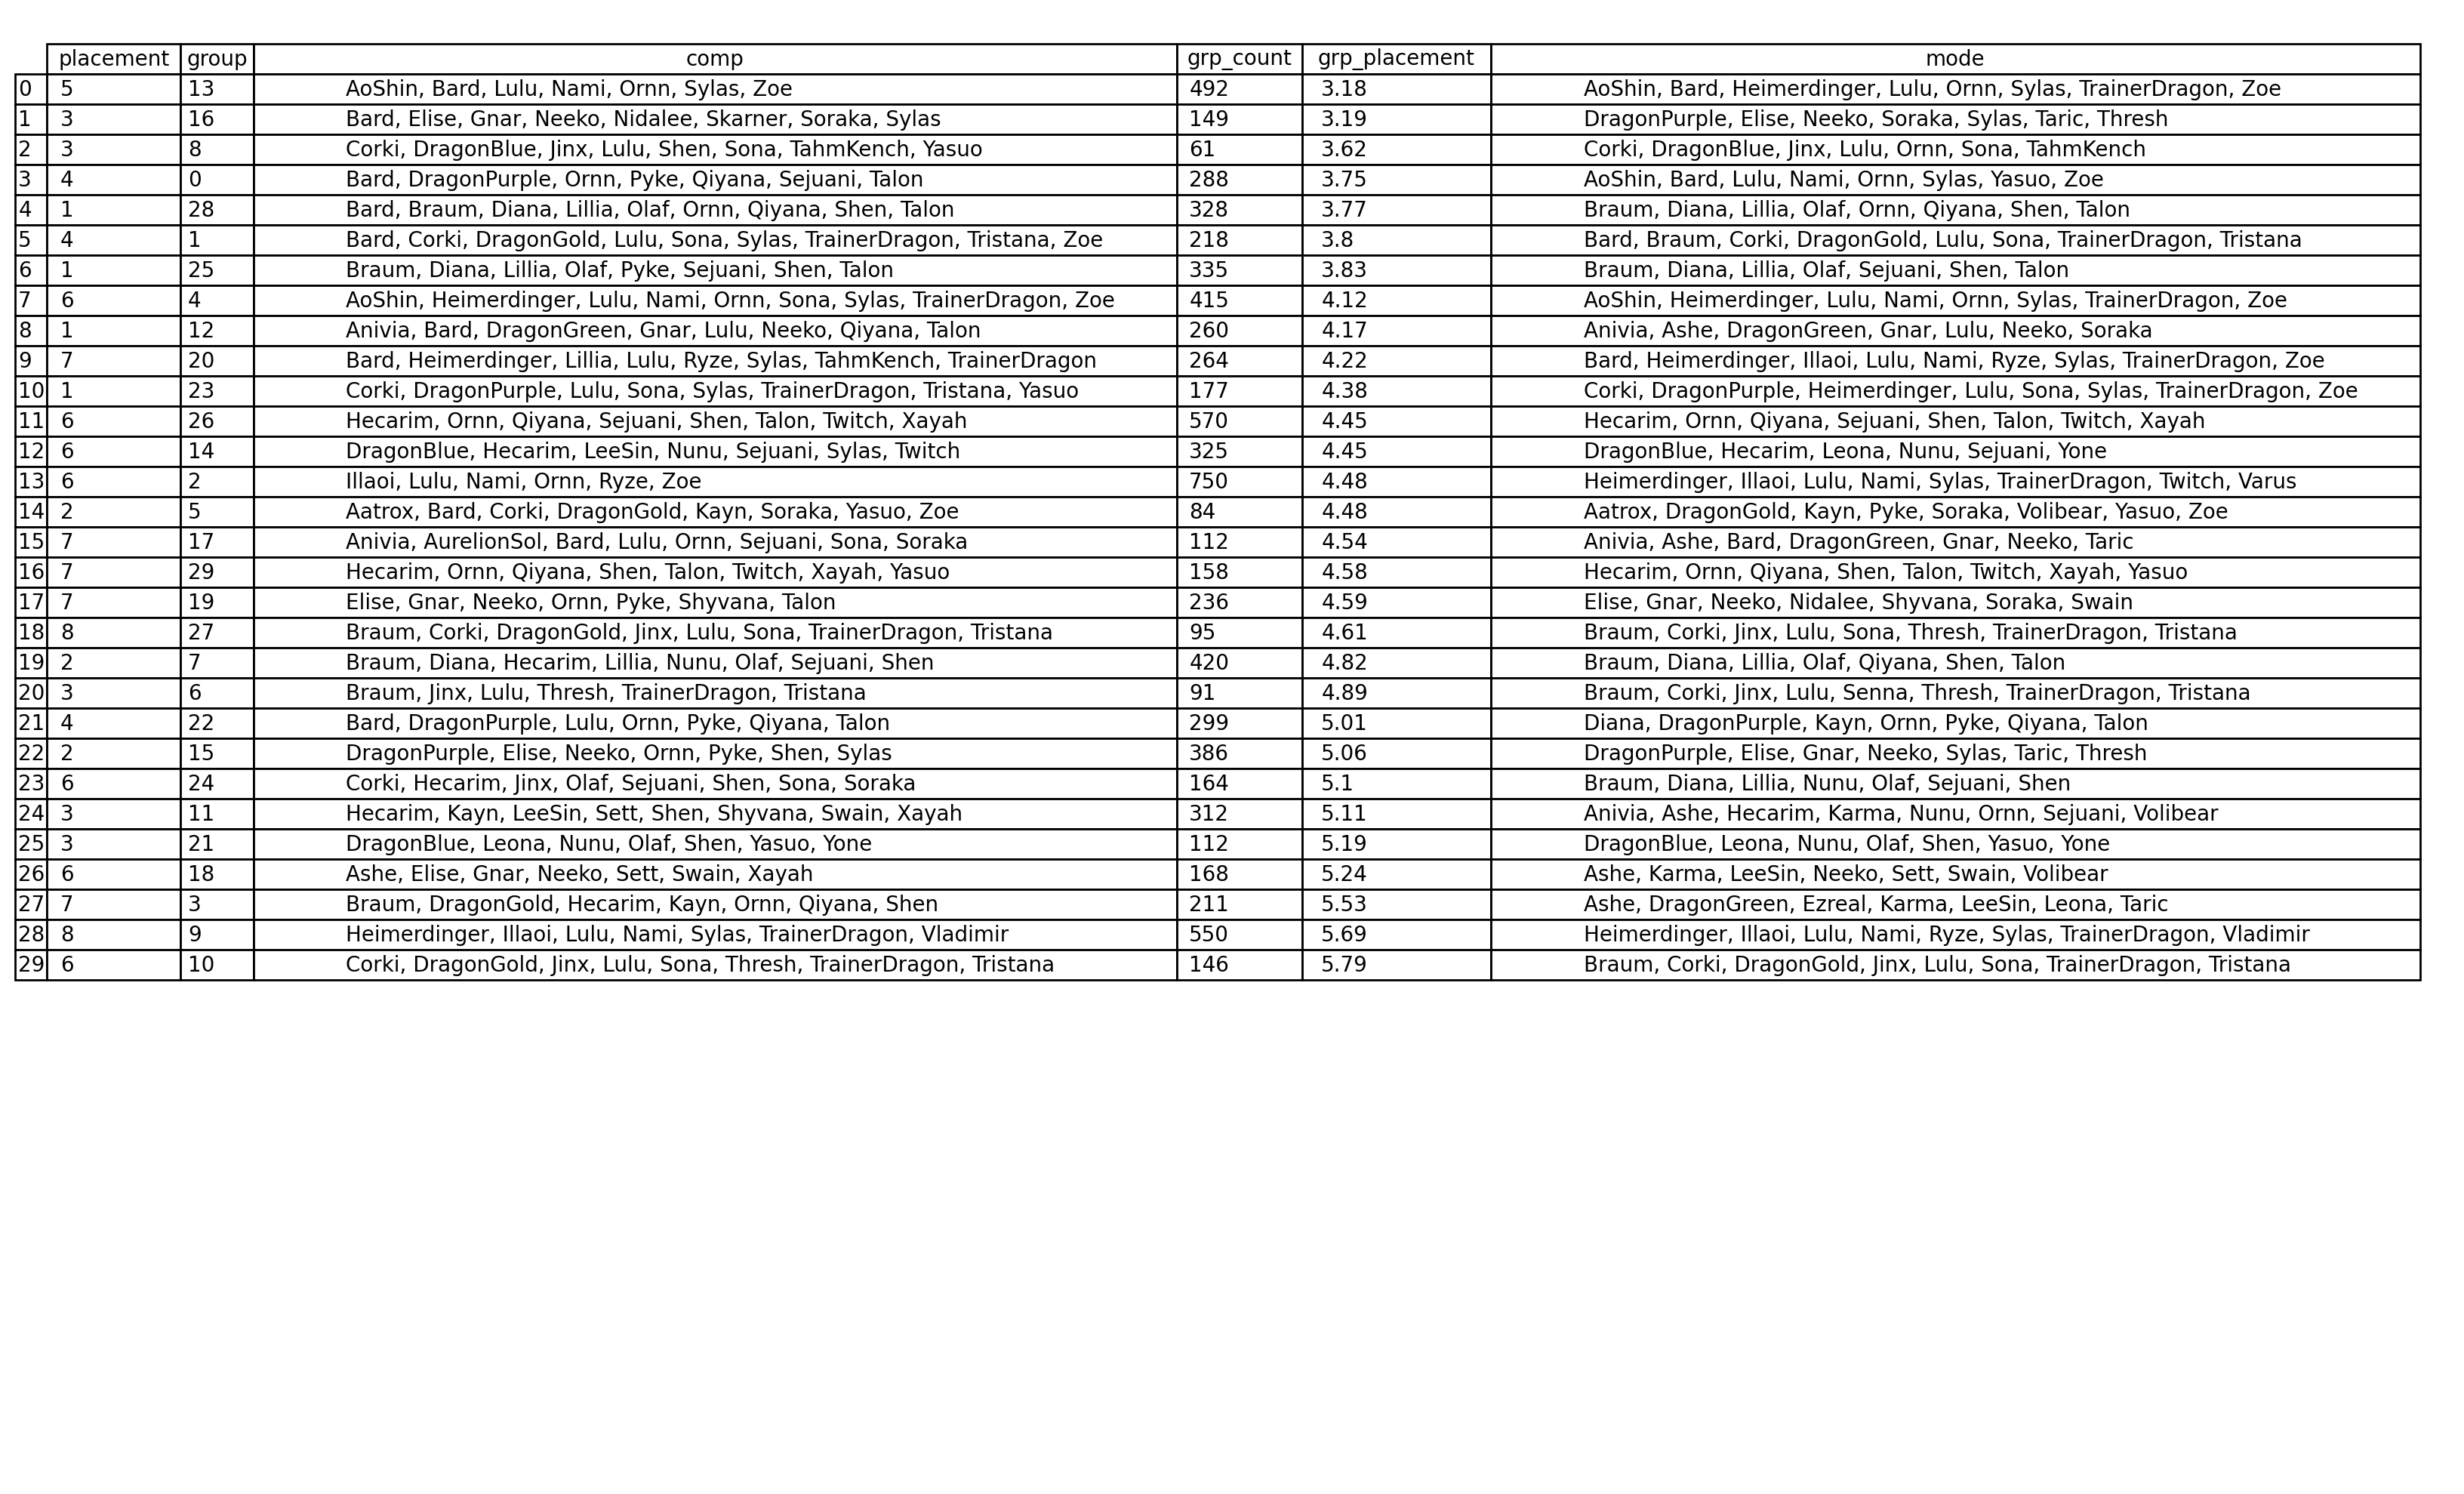 placement group comp grp_count grp_placement mode
0 5 13 AoShin, Bard, Lulu, Nami, Ornn, Sylas, Zoe 492 3.18 AoShin, Bard, Heimerdinger, Lulu, Ornn, Sylas, TrainerDragon, Zoe
1 3 16 Bard, Elise, Gnar, Neeko, Nidalee, Skarner, Soraka, Sylas 149 3.19 DragonPurple, Elise, Neeko, Soraka, Sylas, Taric, Thresh
2 3 8 Corki, DragonBlue, Jinx, Lulu, Shen, Sona, TahmKench, Yasuo 61 3.62 Corki, DragonBlue, Jinx, Lulu, Ornn, Sona, TahmKench
3 4 0 Bard, DragonPurple, Ornn, Pyke, Qiyana, Sejuani, Talon 288 3.75 AoShin, Bard, Lulu, Nami, Ornn, Sylas, Yasuo, Zoe
4 1 28 Bard, Braum, Diana, Lillia, Olaf, Ornn, Qiyana, Shen, Talon 328 3.77 Braum, Diana, Lillia, Olaf, Ornn, Qiyana, Shen, Talon
5 4 1 Bard, Corki, DragonGold, Lulu, Sona, Sylas, TrainerDragon, Tristana, Zoe 218 3.8 Bard, Braum, Corki, DragonGold, Lulu, Sona, TrainerDragon, Tristana
6 1 25 Braum, Diana, Lillia, Olaf, Pyke, Sejuani, Shen, Talon 335 3.83 Braum, Diana, Lillia, Olaf, Sejuani, Shen, Talon
7 6 4 AoShin, Heimerdinger, Lulu, Nami, Ornn, Sona, Sylas, TrainerDragon, Zoe 415 4.12 AoShin, Heimerdinger, Lulu, Nami, Ornn, Sylas, TrainerDragon, Zoe
8 1 12 Anivia, Bard, DragonGreen, Gnar, Lulu, Neeko, Qiyana, Talon 260 4.17 Anivia, Ashe, DragonGreen, Gnar, Lulu, Neeko, Soraka
9 7 20 Bard, Heimerdinger, Lillia, Lulu, Ryze, Sylas, TahmKench, TrainerDragon 264 4.22 Bard, Heimerdinger, Illaoi, Lulu, Nami, Ryze, Sylas, TrainerDragon, Zoe
10 1 23 Corki, DragonPurple, Lulu, Sona, Sylas, TrainerDragon, Tristana, Yasuo 177 4.38 Corki, DragonPurple, Heimerdinger, Lulu, Sona, Sylas, TrainerDragon, Zoe
11 6 26 Hecarim, Ornn, Qiyana, Sejuani, Shen, Talon, Twitch, Xayah 570 4.45 Hecarim, Ornn, Qiyana, Sejuani, Shen, Talon, Twitch, Xayah
12 6 14 DragonBlue, Hecarim, LeeSin, Nunu, Sejuani, Sylas, Twitch 325 4.45 DragonBlue, Hecarim, Leona, Nunu, Sejuani, Yone
13 6 2 Illaoi, Lulu, Nami, Ornn, Ryze, Zoe 750 4.48 Heimerdinger, Illaoi, Lulu, Nami, Sylas, TrainerDragon, Twitch, Varus
14 2 5 Aatrox, Bard, Corki, DragonGold, Kayn, Soraka, Yasuo, Zoe 84 4.48 Aatrox, DragonGold, Kayn, Pyke, Soraka, Volibear, Yasuo, Zoe
15 7 17 Anivia, AurelionSol, Bard, Lulu, Ornn, Sejuani, Sona, Soraka 112 4.54 Anivia, Ashe, Bard, DragonGreen, Gnar, Neeko, Taric
16 7 29 Hecarim, Ornn, Qiyana, Shen, Talon, Twitch, Xayah, Yasuo 158 4.58 Hecarim, Ornn, Qiyana, Shen, Talon, Twitch, Xayah, Yasuo
17 7 19 Elise, Gnar, Neeko, Ornn, Pyke, Shyvana, Talon 236 4.59 Elise, Gnar, Neeko, Nidalee, Shyvana, Soraka, Swain
18 8 27 Braum, Corki, DragonGold, Jinx, Lulu, Sona, TrainerDragon, Tristana 95 4.61 Braum, Corki, Jinx, Lulu, Sona, Thresh, TrainerDragon, Tristana
19 2 7 Braum, Diana, Hecarim, Lillia, Nunu, Olaf, Sejuani, Shen 420 4.82 Braum, Diana, Lillia, Olaf, Qiyana, Shen, Talon
20 3 6 Braum, Jinx, Lulu, Thresh, TrainerDragon, Tristana 91 4.89 Braum, Corki, Jinx, Lulu, Senna, Thresh, TrainerDragon, Tristana
21 4 22 Bard, DragonPurple, Lulu, Ornn, Pyke, Qiyana, Talon 299 5.01 Diana, DragonPurple, Kayn, Ornn, Pyke, Qiyana, Talon
22 2 15 DragonPurple, Elise, Neeko, Ornn, Pyke, Shen, Sylas 386 5.06 DragonPurple, Elise, Gnar, Neeko, Sylas, Taric, Thresh
23 6 24 Corki, Hecarim, Jinx, Olaf, Sejuani, Shen, Sona, Soraka 164 5.1 Braum, Diana, Lillia, Nunu, Olaf, Sejuani, Shen
24 3 11 Hecarim, Kayn, LeeSin, Sett, Shen, Shyvana, Swain, Xayah 312 5.11 Anivia, Ashe, Hecarim, Karma, Nunu, Ornn, Sejuani, Volibear
25 3 21 DragonBlue, Leona, Nunu, Olaf, Shen, Yasuo, Yone 112 5.19 DragonBlue, Leona, Nunu, Olaf, Shen, Yasuo, Yone
26 6 18 Ashe, Elise, Gnar, Neeko, Sett, Swain, Xayah 168 5.24 Ashe, Karma, LeeSin, Neeko, Sett, Swain, Volibear
27 7 3 Braum, DragonGold, Hecarim, Kayn, Ornn, Qiyana, Shen 211 5.53 Ashe, DragonGreen, Ezreal, Karma, LeeSin, Leona, Taric
28 8 9 Heimerdinger, Illaoi, Lulu, Nami, Sylas, TrainerDragon, Vladimir 550 5.69 Heimerdinger, Illaoi, Lulu, Nami, Ryze, Sylas, TrainerDragon, Vladimir
29 6 10 Corki, DragonGold, Jinx, Lulu, Sona, Thresh, TrainerDragon, Tristana 146 5.79 Braum, Corki, DragonGold, Jinx, Lulu, Sona, TrainerDragon, Tristana